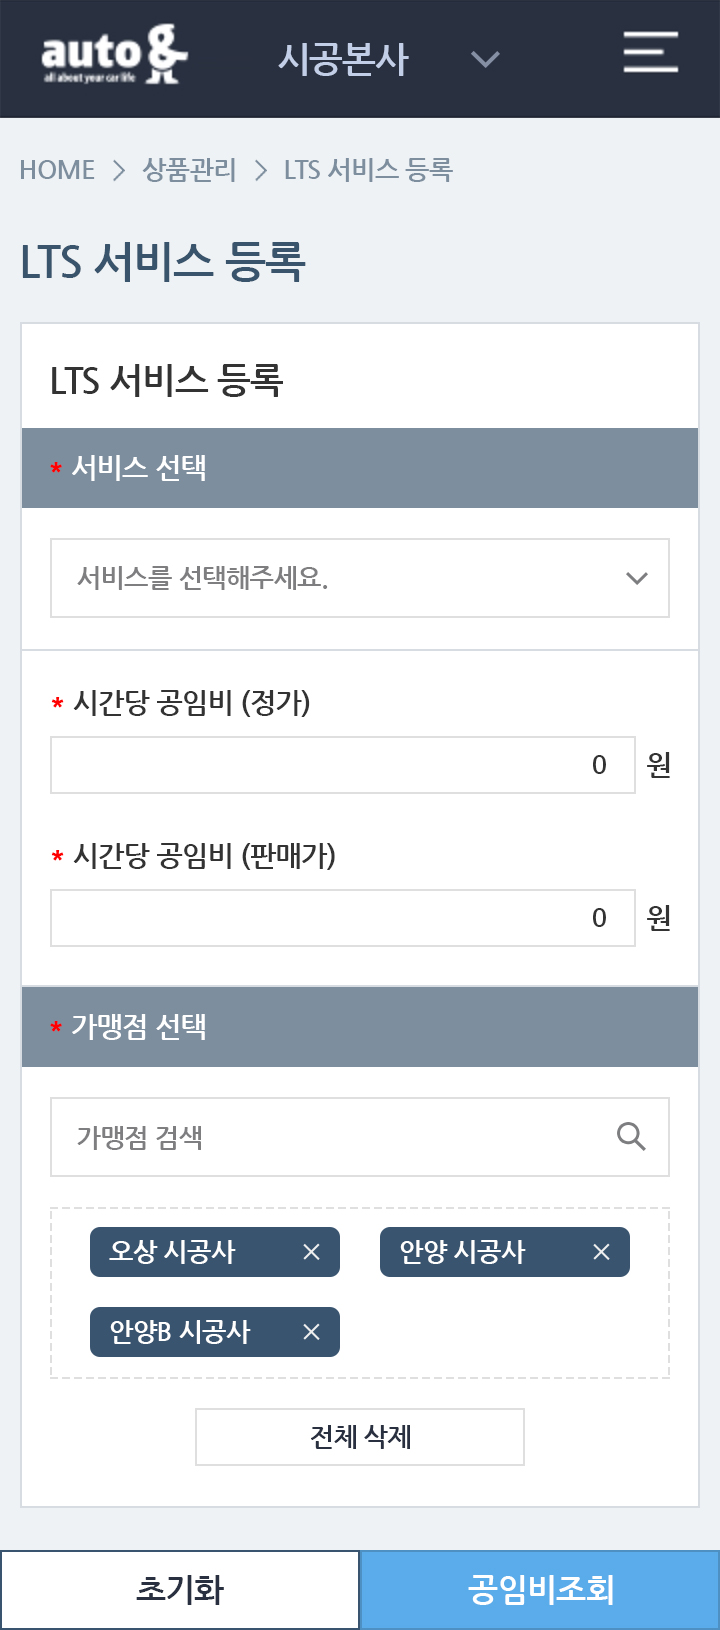 auto &
all about your car life
시공본사
HOME > 상품관리 > LTS 서비스 등록
LTS 서비스 등록
LTS 서비스 등록
* 서비스 선택
서비스를 선택해주세요.
* 시간당 공임비 (정가)
0 원
* 시간당 공임비 (판매가)
0 원
* 가맹점 선택
가맹점 검색
오상 시공사 × 안양 시공사 ×
안양B 시공사 ×
전체 삭제
초기화 공임비조회